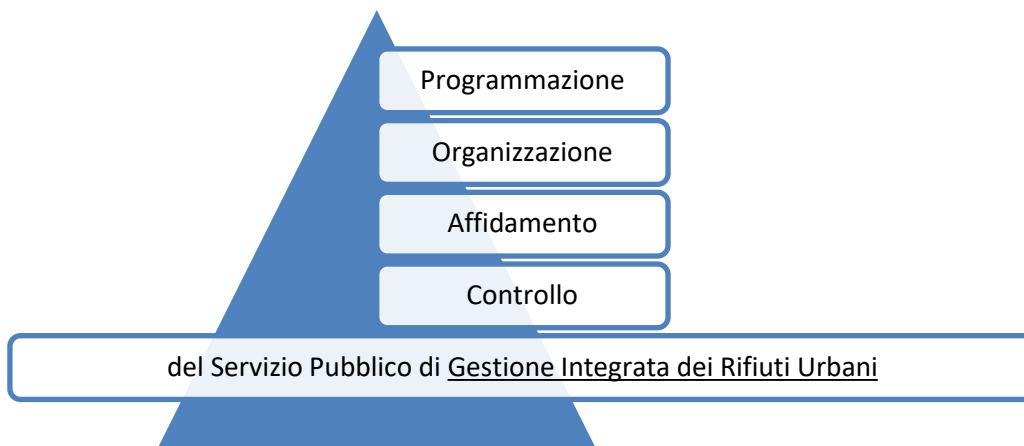 Programmazione
Organizzazione
Affidamento
Controllo
del Servizio Pubblico di Gestione Integrata dei Rifiuti Urbani